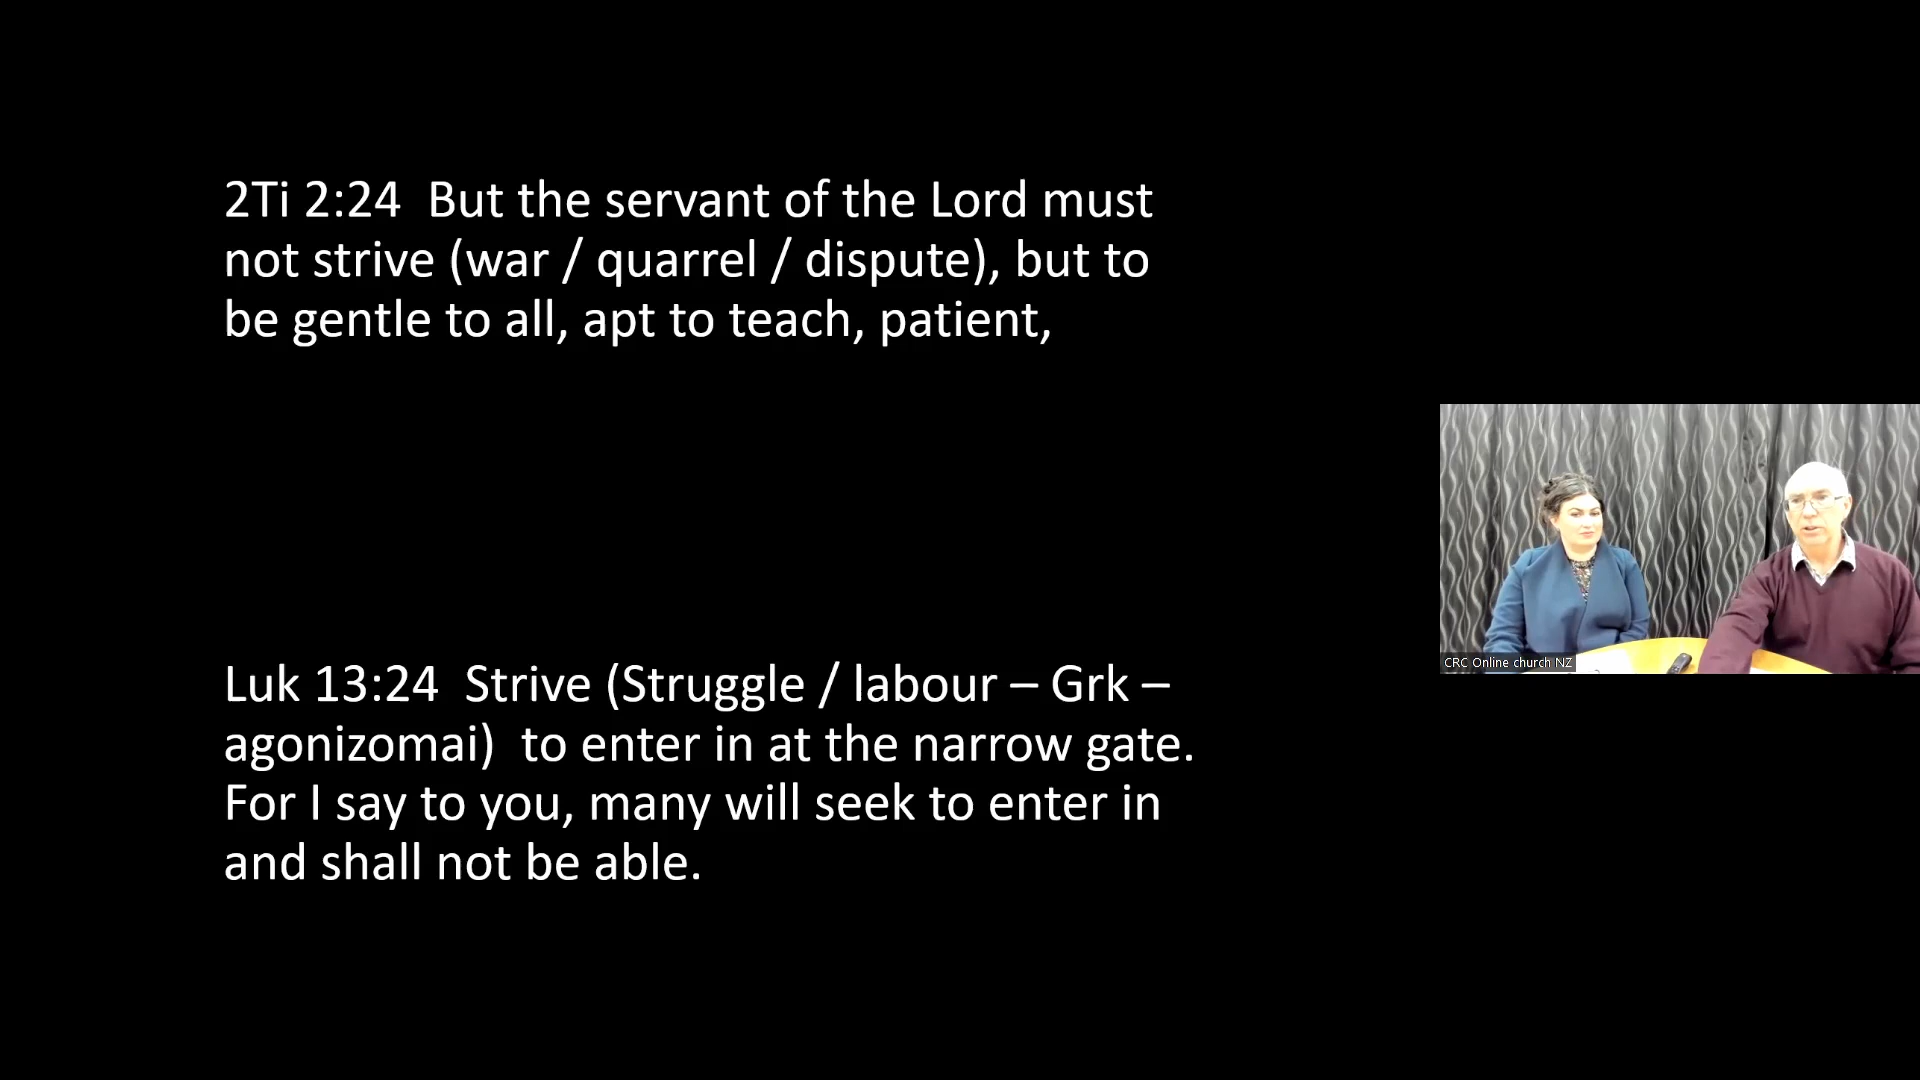 2Ti 2:24  But the servant of the Lord must
not strive (war / quarrel / dispute), but to
be gentle to all, apt to teach, patient,
Luk 13:24  Strive (Struggle / labour – Grk –
agonizomai)  to enter in at the narrow gate.
For I say to you, many will seek to enter in
and shall not be able.
CRC Online church NZ